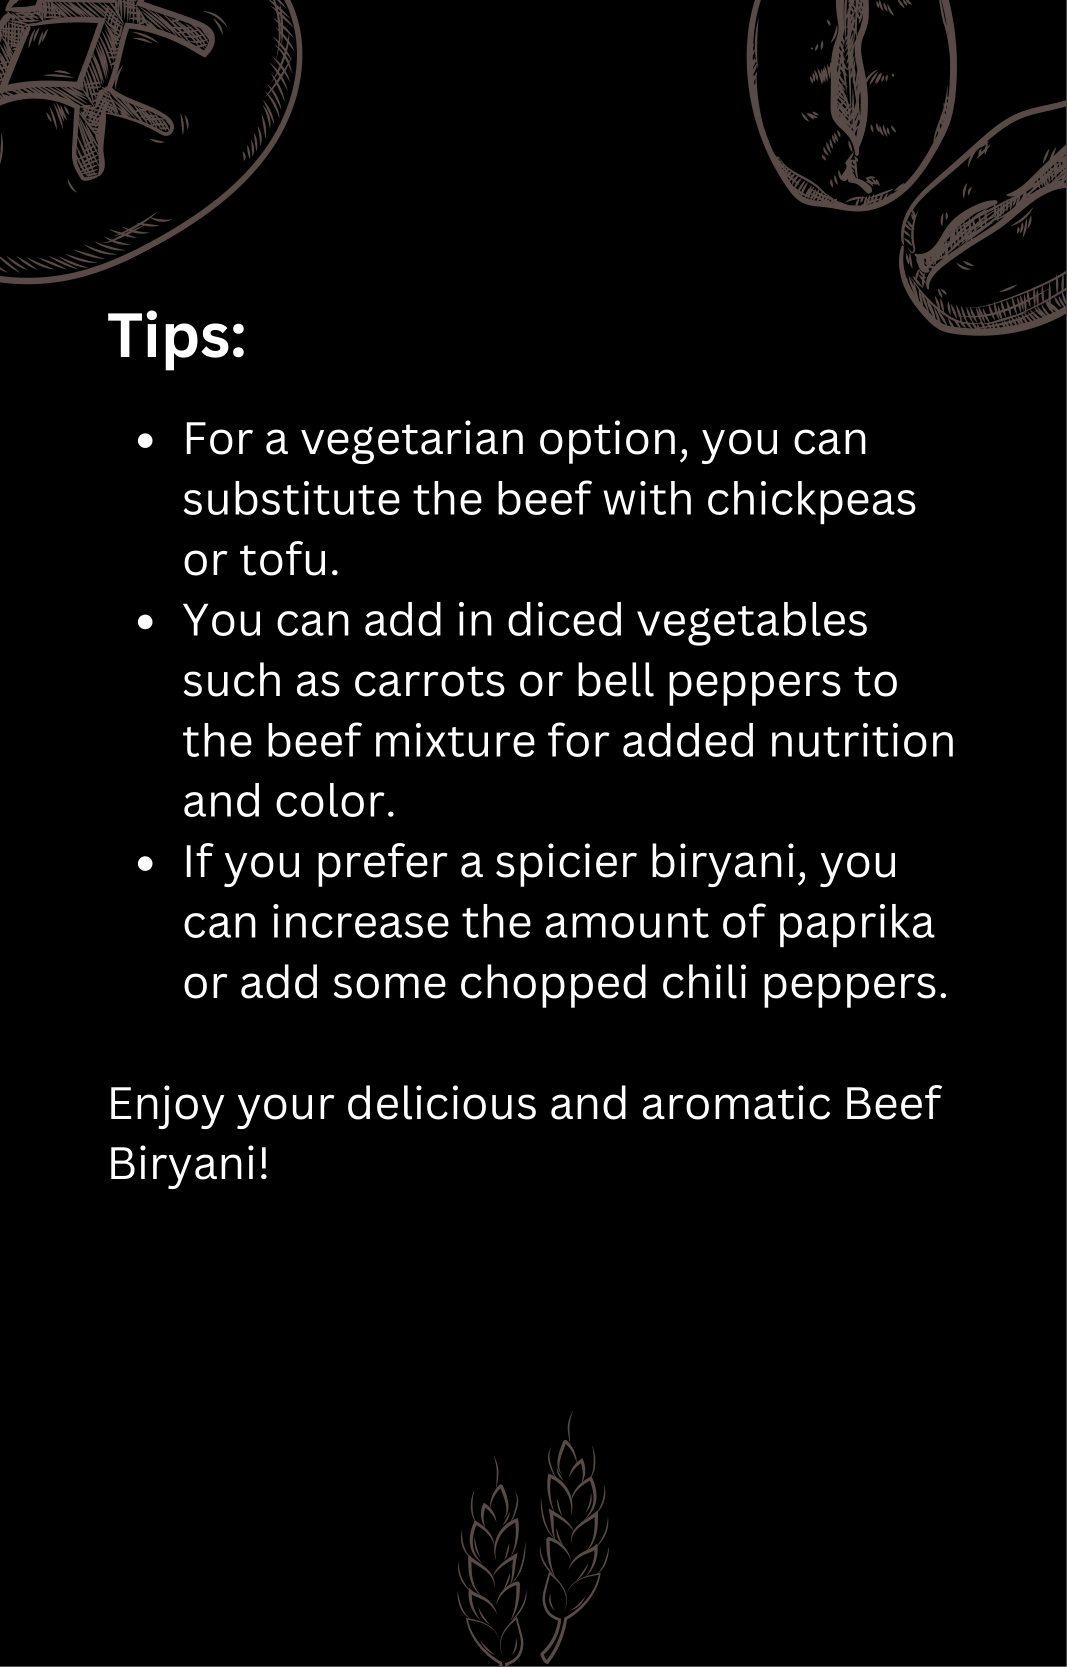 Tips:
• For a vegetarian option, you can
substitute the beef with chickpeas
or tofu.
• You can add in diced vegetables
such as carrots or bell peppers to
the beef mixture for added nutrition
and color.
• If you prefer a spicier biryani, you
can increase the amount of paprika
or add some chopped chili peppers.
Enjoy your delicious and aromatic Beef
Biryani!